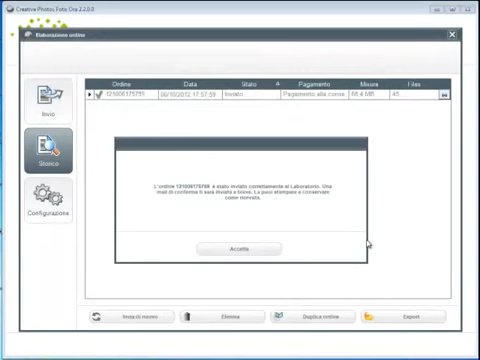 Creative Photos Foto Ora 2.2.0.0
Elaborazione ordine
Ordine Data Stato Pagamento Misure Files
121006175759 06/10/2012 17:57:59 Inviato Pagamento alla conse 68,4 MB 45
Invio
Storico
Configurazione
L'ordine 121006175759 è stato inviato correttamente al Laboratorio. Una
mail di conferma ti sarà inviata a breve. La puoi stampare e conservare
come ricevuta.
Accetta
Invia di nuovo Elimina Duplica ordine Export